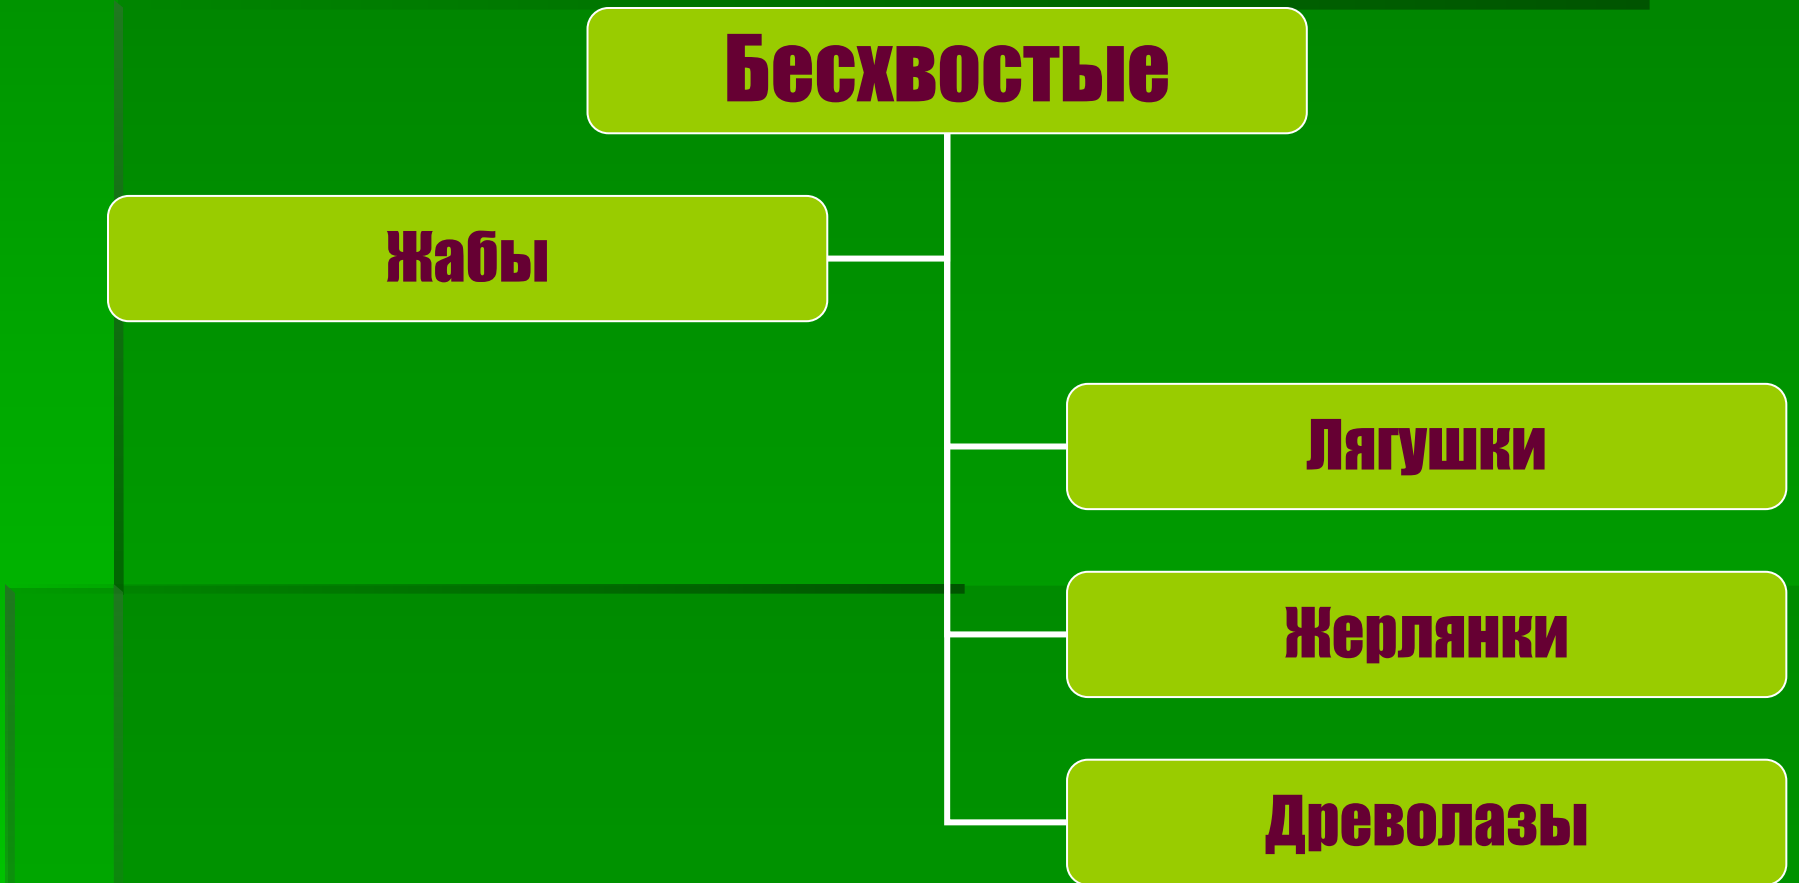 Бесхвостые
Жабы
Лягушки
Жерлянки
Древолазы